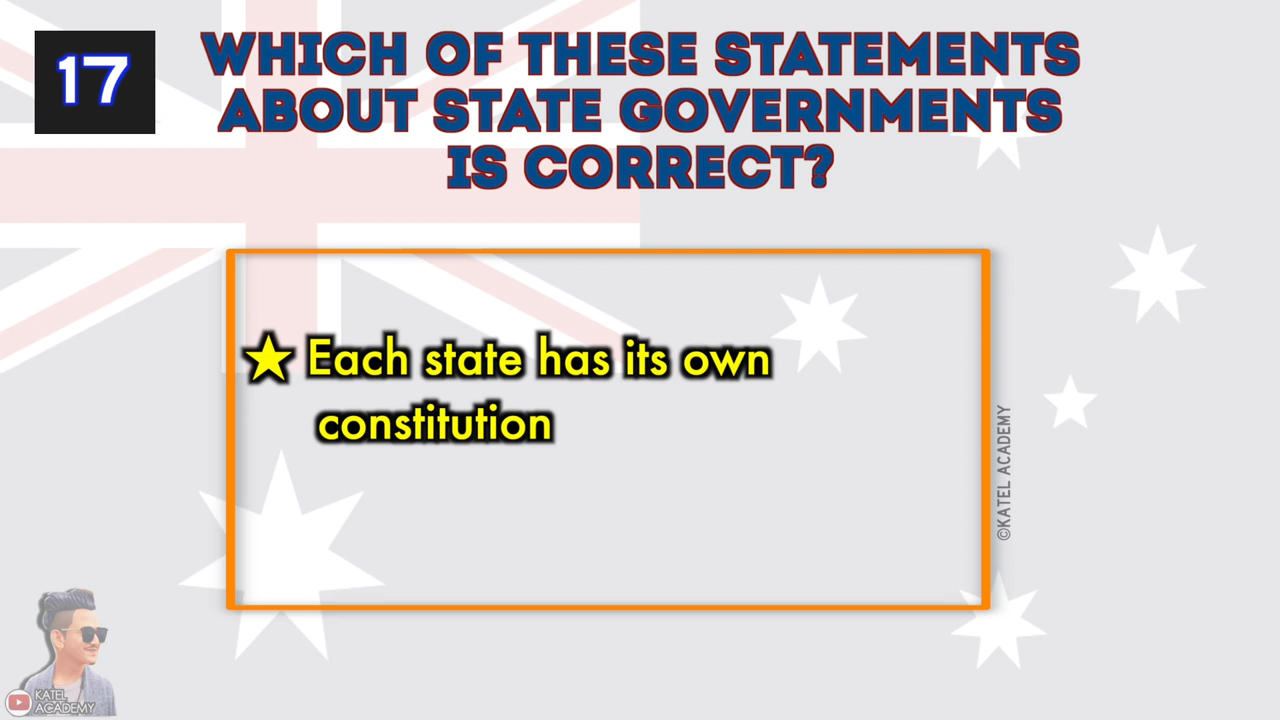 17
WHICH OF THESE STATEMENTS
ABOUT STATE GOVERNMENTS
IS CORRECT?
★ Each state has its own
constitution
©KATEL ACADEMY
KATEL
ACADEMY